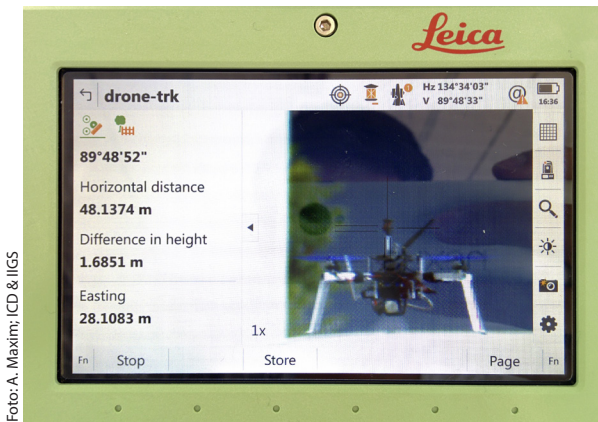 Leica
drone-trk
Hz 134°34'03"
V 89°48'33"
16:36
89°48'52"
Horizontal distance
48.1374 m
Difference in height
1.6851 m
Easting
28.1083 m
1x
Fn Stop Store Page Fn
Foto: A. Maxim; ICD & IIGS